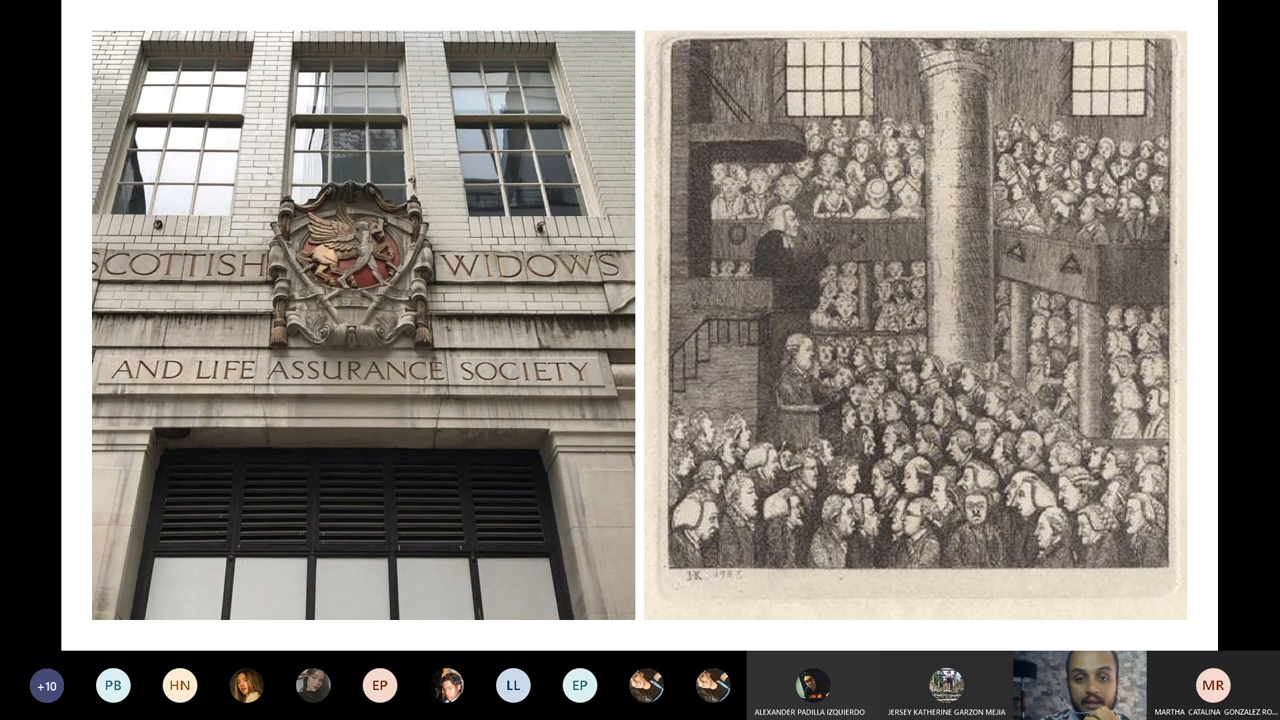 SCOTTISH WIDOWS
AND LIFE ASSURANCE SOCIETY
I·K. 1785
+10
PB
HN
EP
LL
EP
ALEXANDER PADILLA IZQUIERDO
JERSEY KATHERINE GARZON MEJIA
MR
MARTHA CATALINA GONZALEZ RO...